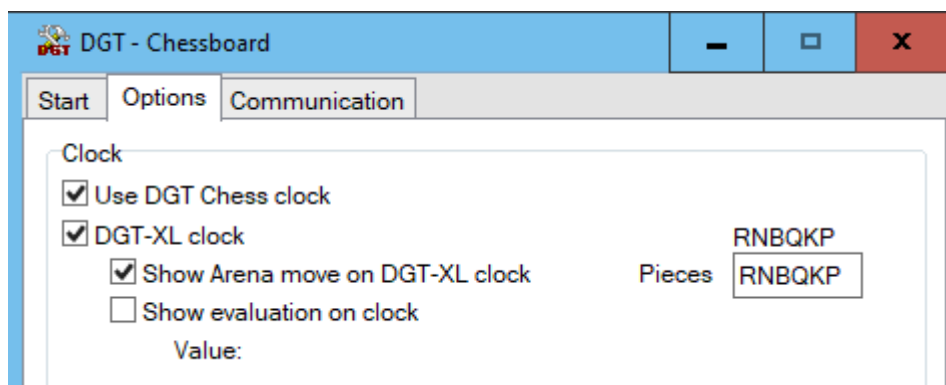 DGT - Chessboard
Start Options Communication
Clock
Use DGT Chess clock
DGT-XL clock RNBQKP
Show Arena move on DGT-XL clock Pieces RNBQKP
Show evaluation on clock
Value: